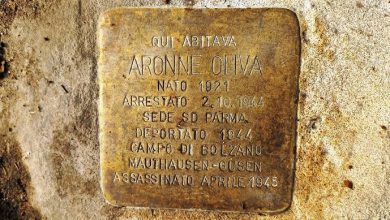 QUI ABITAVA
ARONNE OLIVA
NATO 1921
ARRESTATO 2.10.1944
SEDE SD PARMA
DEPORTATO 1944
CAMPO DI BOLZANO
MAUTHAUSEN-GUSEN
ASSASSINATO APRILE 1945